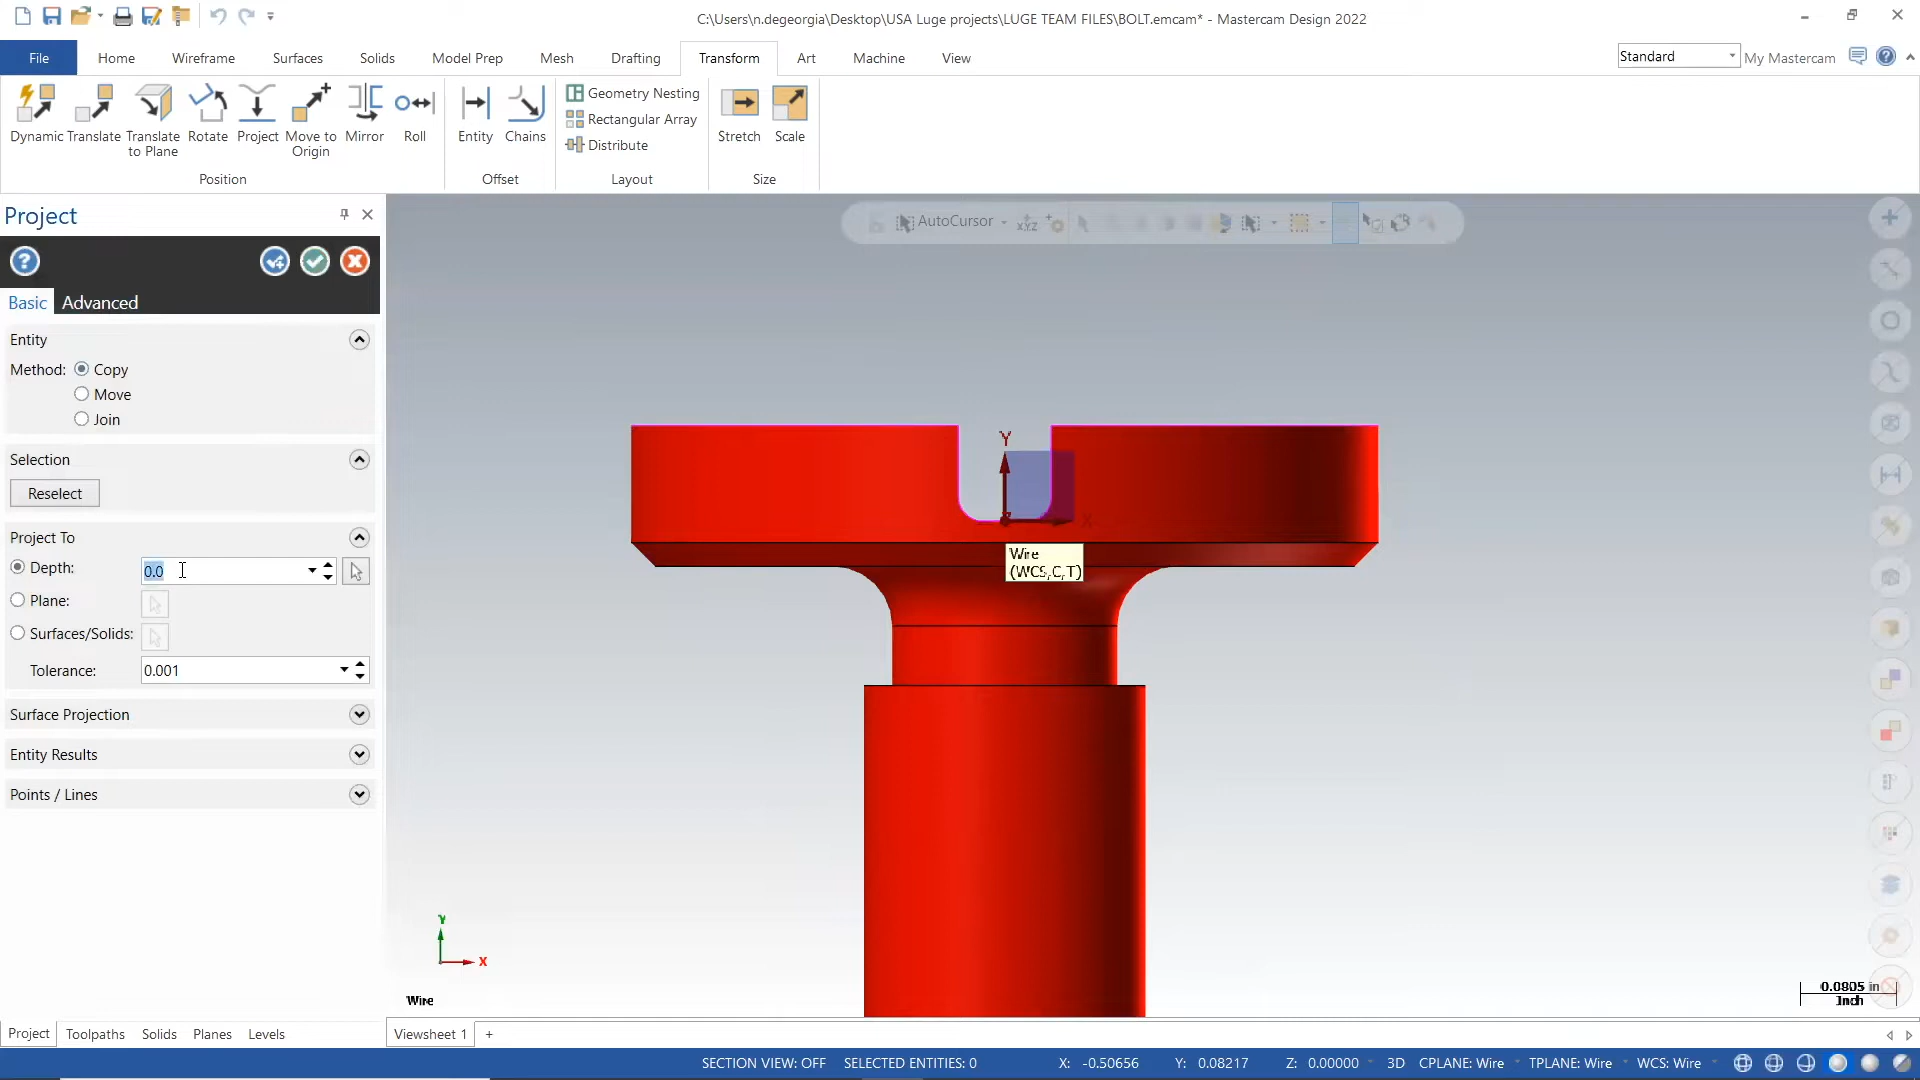 C:\Users\n.degeorgia\Desktop\USA Luge projects\LUGE TEAM FILES\BOLT.emcam* - Mastercam Design 2022
File Home Wireframe Surfaces Solids Model Prep Mesh Drafting Transform Art Machine View Standard My Mastercam
Dynamic Translate Translate to Plane Rotate Project Move to Origin Mirror Roll
Position
Entity Chains
Offset
Geometry Nesting
Rectangular Array
Distribute
Layout
Stretch Scale
Size
Project
Basic Advanced
Entity
Method: Copy
Move
Join
Selection
Reselect
Project To
Depth: 0.0
Plane:
Surfaces/Solids:
Tolerance: 0.001
Surface Projection
Entity Results
Points / Lines
AutoCursor
XYZ
Y
X
Wire
(WCS,C,T)
Y
X
Wire
0.0805 in
Inch
Project Toolpaths Solids Planes Levels
Viewsheet 1 +
SECTION VIEW: OFF SELECTED ENTITIES: 0 X: -0.50656 Y: 0.08217 Z: 0.00000 3D CPLANE: Wire TPLANE: Wire WCS: Wire